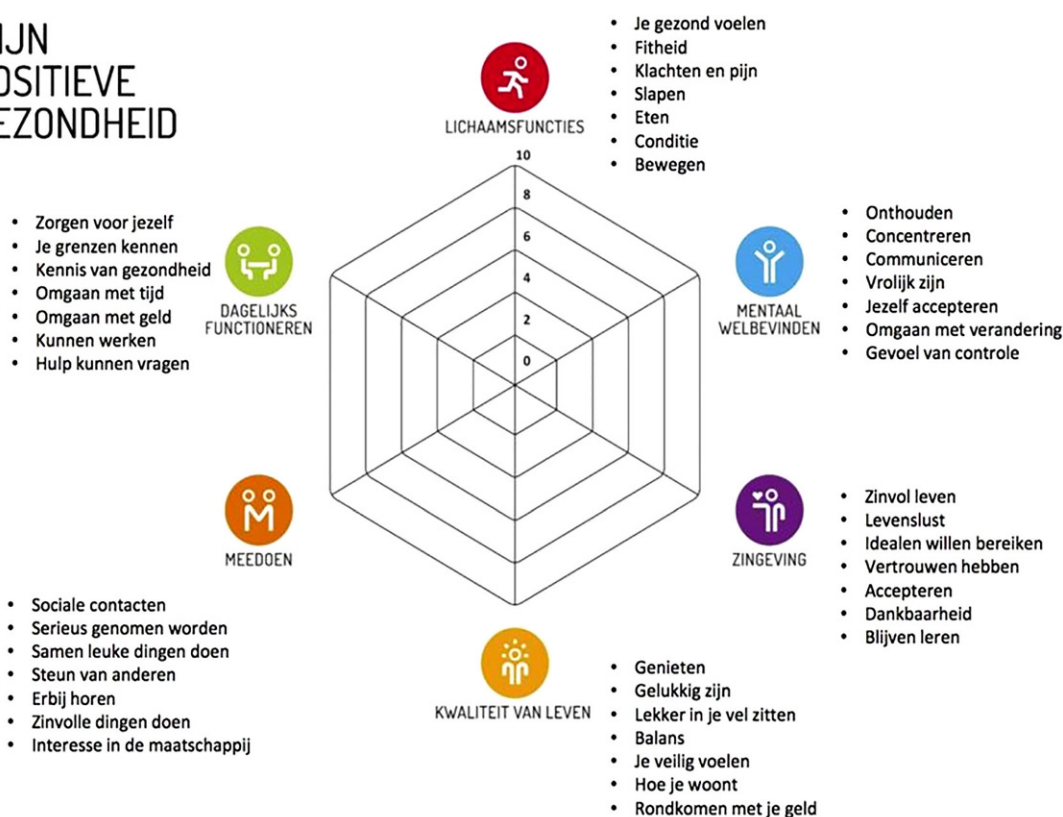 IJN
OSITIEVE
EZONDHEID
LICHAAMSFUNCTIES
• Je gezond voelen
• Fitheid
• Klachten en pijn
• Slapen
• Eten
• Conditie
• Bewegen
10
8
6
4
2
0
MENTAAL
WELBEVINDEN
• Onthouden
• Concentreren
• Communiceren
• Vrolijk zijn
• Jezelf accepteren
• Omgaan met verandering
• Gevoel van controle
ZINGEVING
• Zinvol leven
• Levenslust
• Idealen willen bereiken
• Vertrouwen hebben
• Accepteren
• Dankbaarheid
• Blijven leren
KWALITEIT VAN LEVEN
• Genieten
• Gelukkig zijn
• Lekker in je vel zitten
• Balans
• Je veilig voelen
• Hoe je woont
• Rondkomen met je geld
MEEDOEN
• Sociale contacten
• Serieus genomen worden
• Samen leuke dingen doen
• Steun van anderen
• Erbij horen
• Zinvolle dingen doen
• Interesse in de maatschappij
DAGELIJKS
FUNCTIONEREN
• Zorgen voor jezelf
• Je grenzen kennen
• Kennis van gezondheid
• Omgaan met tijd
• Omgaan met geld
• Kunnen werken
• Hulp kunnen vragen